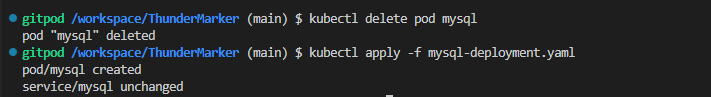 gitpod /workspace/ThunderMarker (main) $ kubectl delete pod mysql
pod "mysql" deleted
gitpod /workspace/ThunderMarker (main) $ kubectl apply -f mysql-deployment.yaml
pod/mysql created
service/mysql unchanged